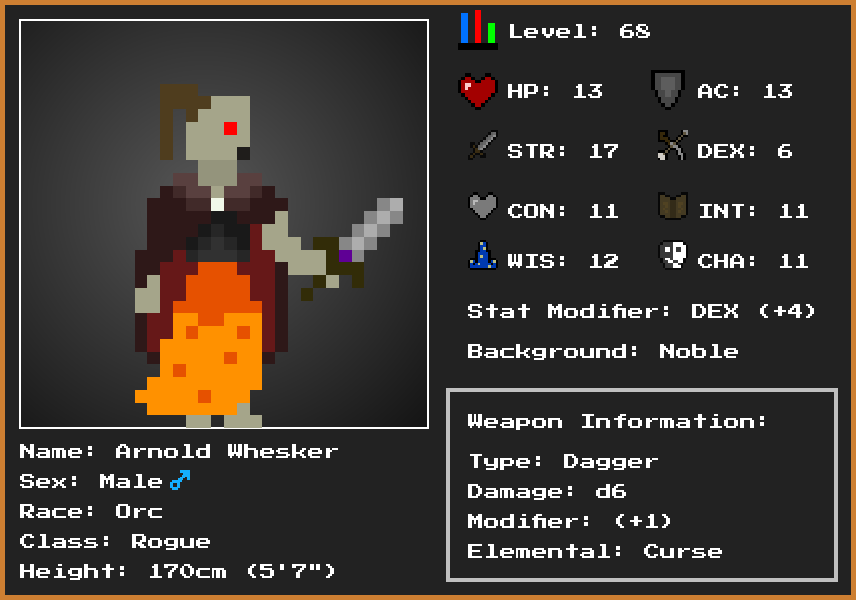 Level: 68
HP: 13 AC: 13
STR: 17 DEX: 6
CON: 11 INT: 11
WIS: 12 CHA: 11
Stat Modifier: DEX (+4)
Background: Noble
Weapon Information:
Type: Dagger
Damage: d6
Modifier: (+1)
Elemental: Curse
Name: Arnold Whesker
Sex: Male♂
Race: Orc
Class: Rogue
Height: 170cm (5'7")